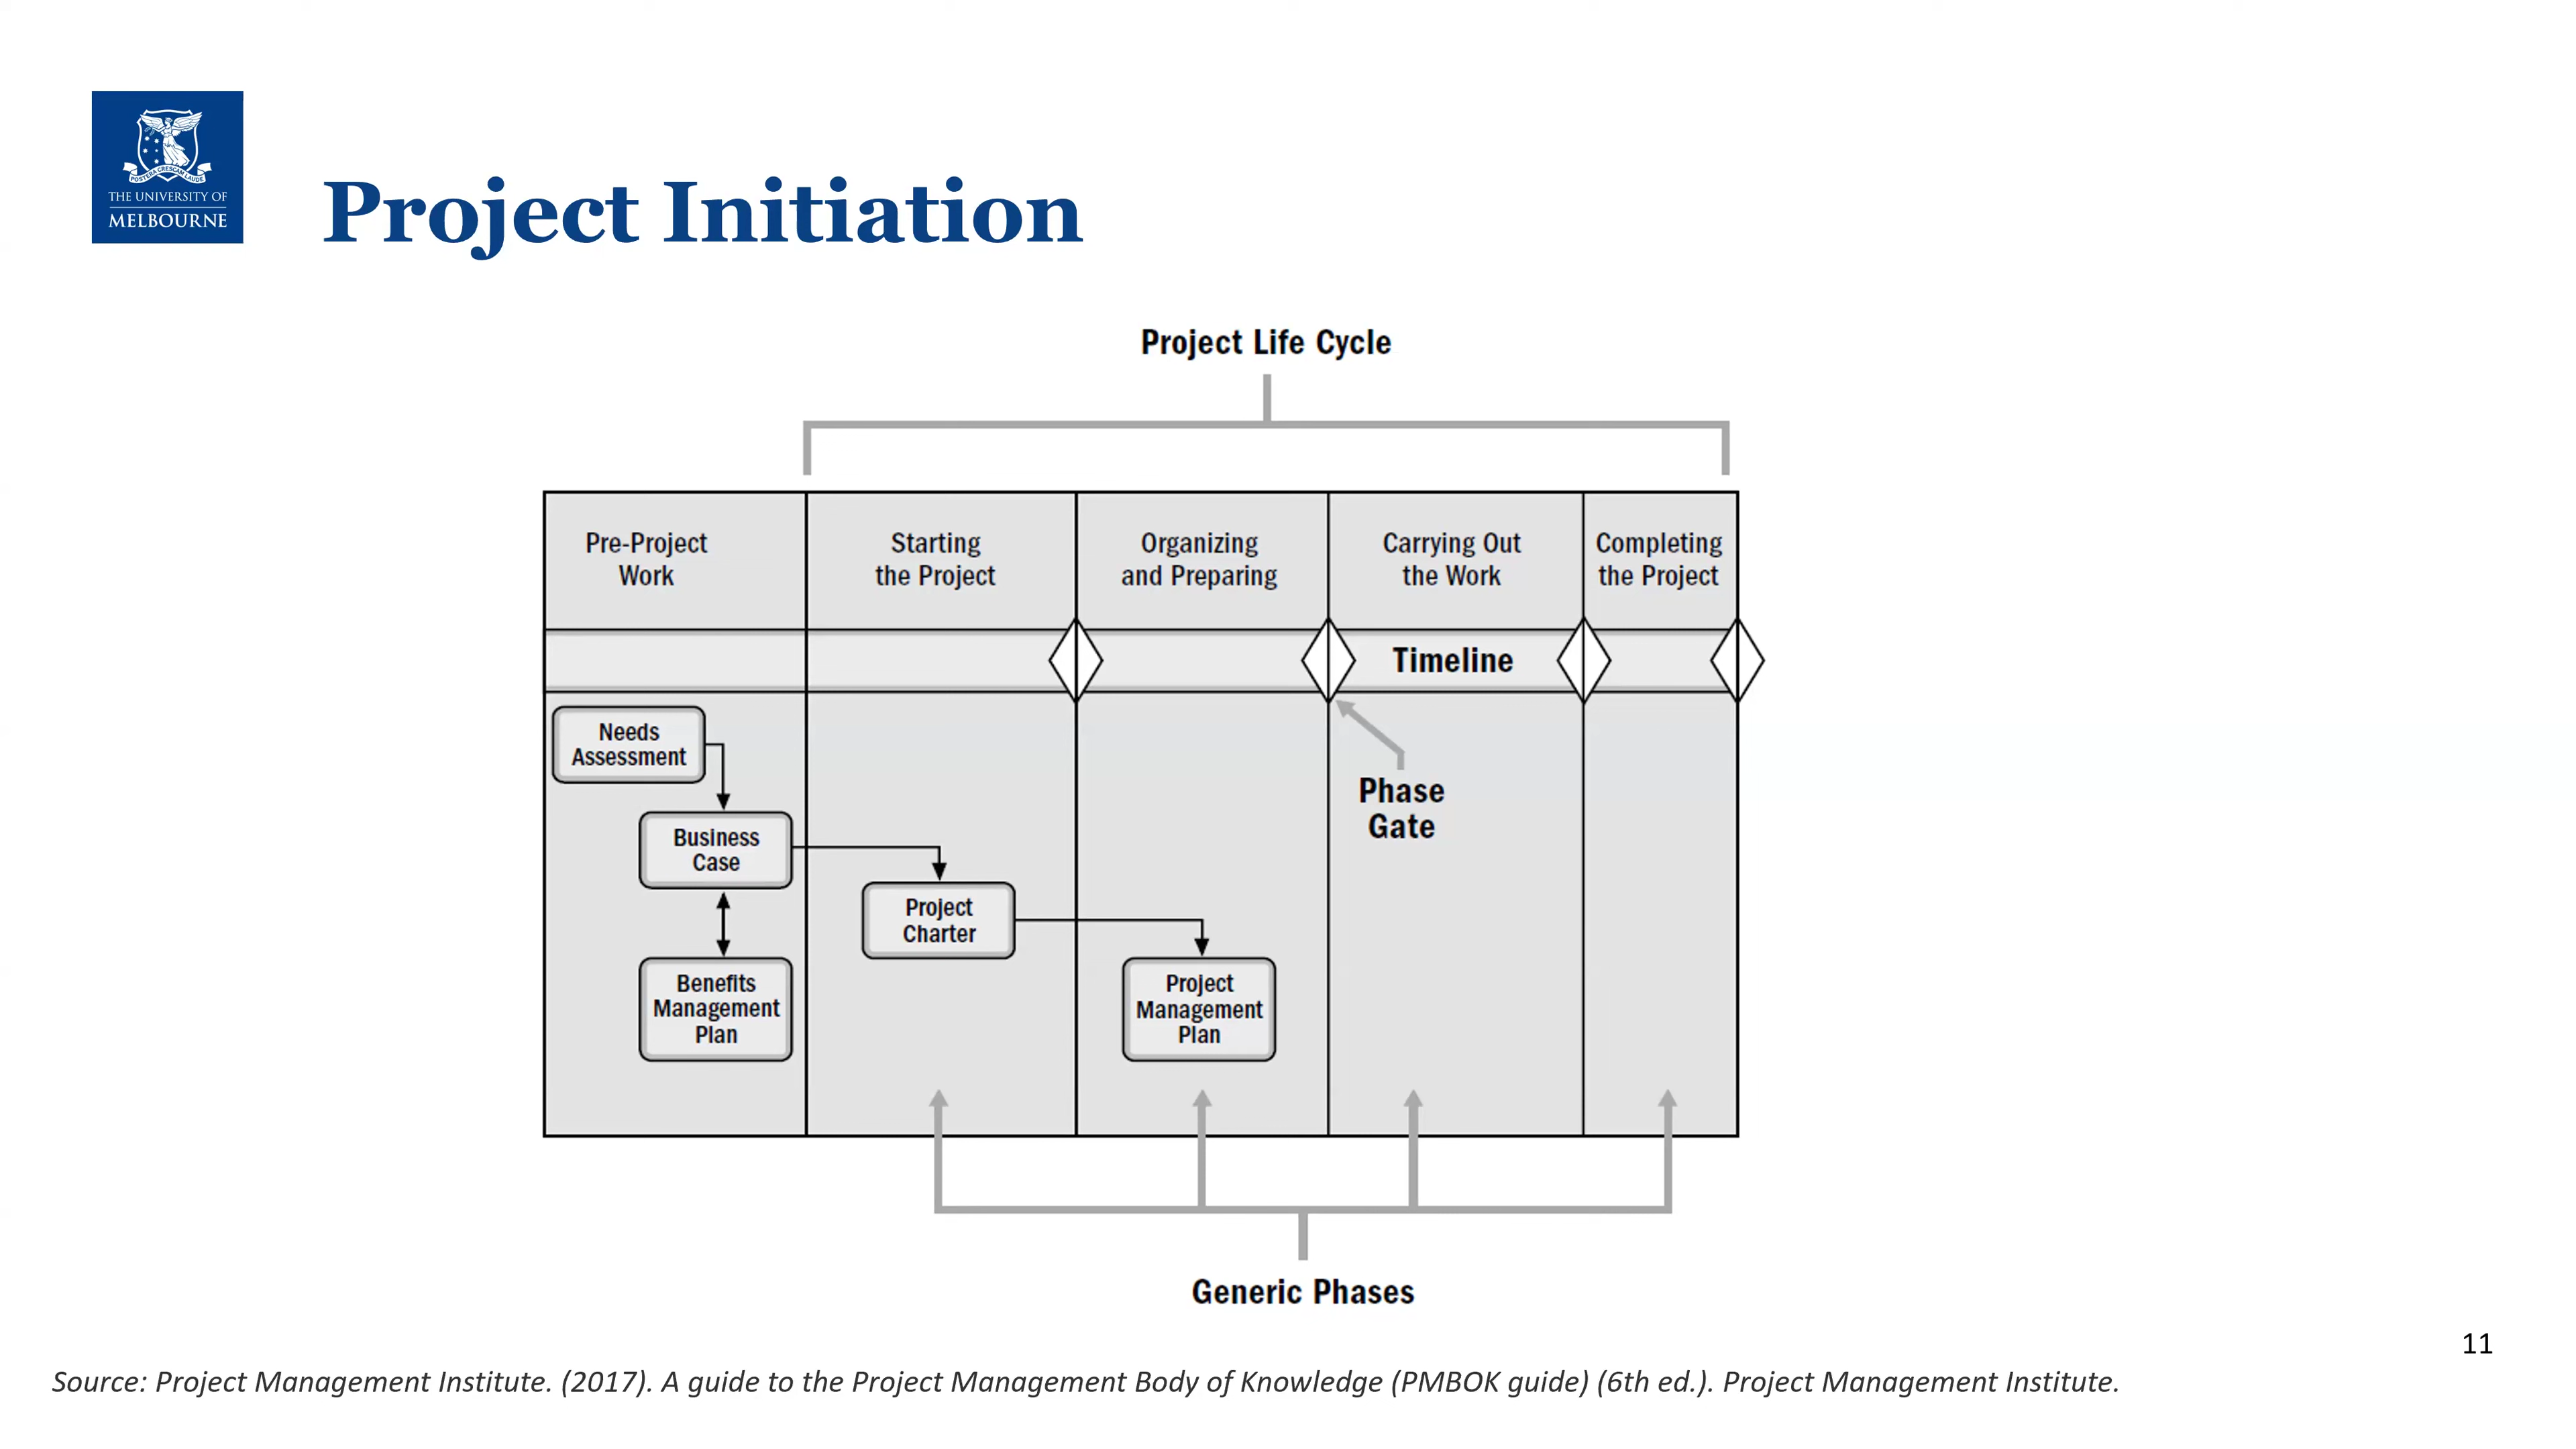 POSTERA CRESCAM LAUDE
THE UNIVERSITY OF
MELBOURNE
Project Initiation
Project Life Cycle
Pre-Project
Work
Starting
the Project
Organizing
and Preparing
Carrying Out
the Work
Completing
the Project
Timeline
Needs
Assessment
Business
Case
Benefits
Management
Plan
Project
Charter
Project
Management
Plan
Phase
Gate
Generic Phases
11
Source: Project Management Institute. (2017). A guide to the Project Management Body of Knowledge (PMBOK guide) (6th ed.). Project Management Institute.